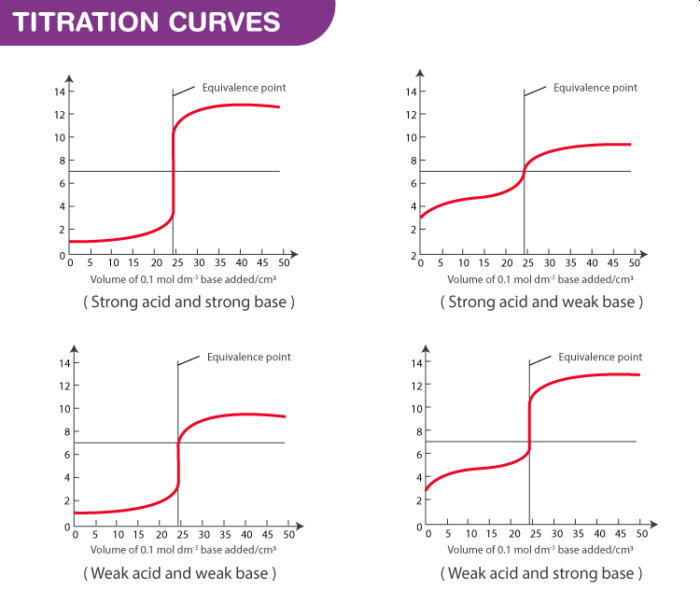 TITRATION CURVES
Equivalence point
14
12
10
8
6
4
2
0
0 5 10 15 20 25 30 35 40 45 50
Volume of 0.1 mol dm⁻³ base added/cm³
( Strong acid and strong base )
Equivalence point
14
12
10
8
6
4
2
2
0 5 10 15 20 25 30 35 40 45 50
Volume of 0.1 mol dm⁻³ base added/cm³
( Strong acid and weak base )
Equivalence point
14
12
10
8
6
4
2
0
0 5 10 15 20 25 30 35 40 45 50
Volume of 0.1 mol dm⁻³ base added/cm³
( Weak acid and weak base )
Equivalence point
14
12
10
8
6
4
2
0
0 5 10 15 20 25 30 35 40 45 50
Volume of 0.1 mol dm⁻³ base added/cm³
( Weak acid and strong base )